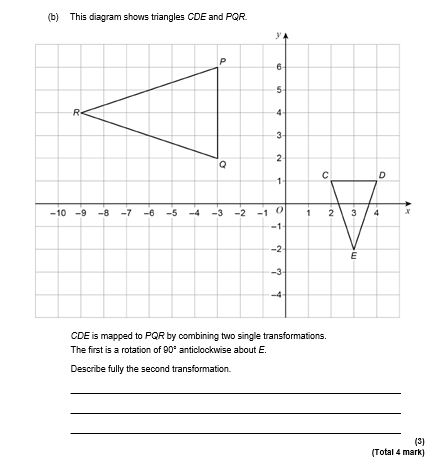 (b) This diagram shows triangles CDE and PQR.
y
P
6
5
R
4
3
2
Q
C
D
1
−10 −9 −8 −7 −6 −5 −4 −3 −2 −1 O 1 2 3 4 x
−1
−2
E
−3
−4
CDE is mapped to PQR by combining two single transformations.
The first is a rotation of 90° anticlockwise about E.
Describe fully the second transformation.
(3)
(Total 4 mark)